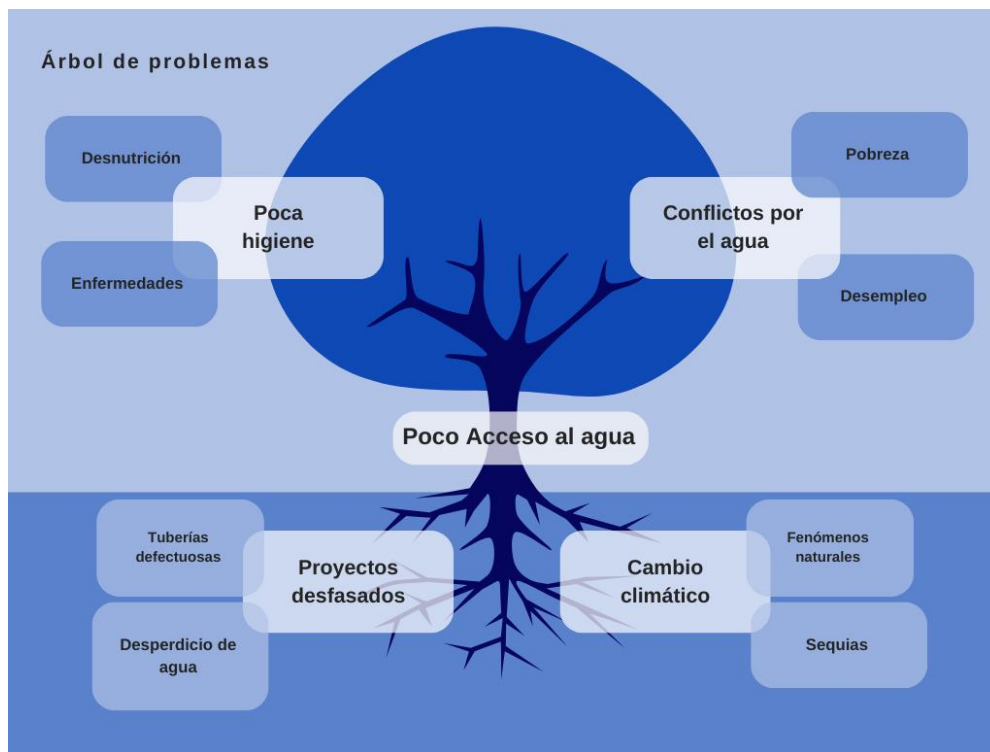 Árbol de problemas
Desnutrición
Poca
higiene
Enfermedades
Pobreza
Conflictos por
el agua
Desempleo
Poco Acceso al agua
Tuberías
defectuosas
Proyectos
desfasados
Desperdicio de
agua
Fenómenos
naturales
Cambio
climático
Sequias